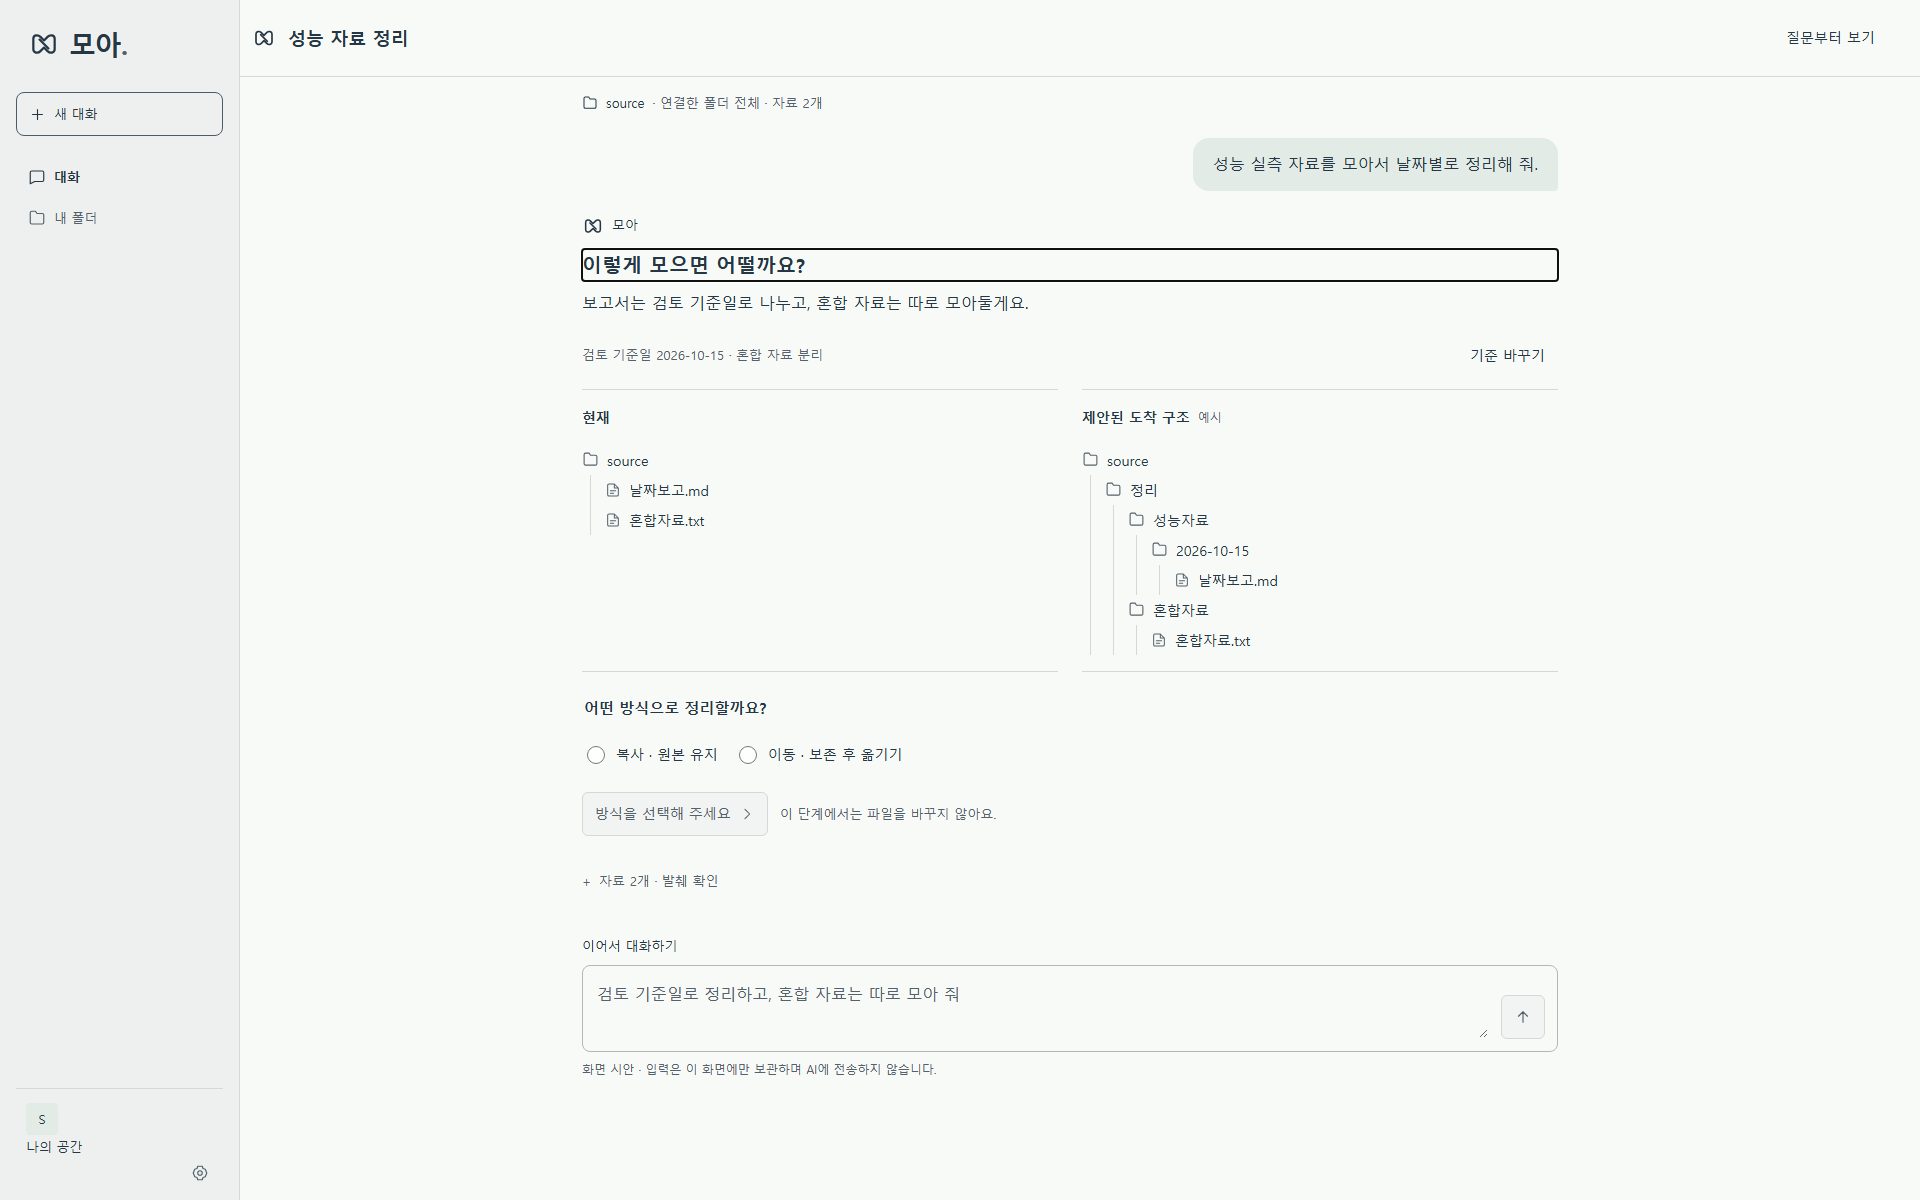 모아.
새 대화
대화
내 폴더
S
나의 공간
성능 자료 정리
질문부터 보기
source · 연결한 폴더 전체 · 자료 2개
성능 실측 자료를 모아서 날짜별로 정리해 줘.
모아
이렇게 모으면 어떨까요?
보고서는 검토 기준일로 나누고, 혼합 자료는 따로 모아둘게요.
검토 기준일 2026-10-15 · 혼합 자료 분리
기준 바꾸기
현재
source
날짜보고.md
혼합자료.txt
제안된 도착 구조 예시
source
정리
성능자료
2026-10-15
날짜보고.md
혼합자료
혼합자료.txt
어떤 방식으로 정리할까요?
복사 · 원본 유지
이동 · 보존 후 옮기기
방식을 선택해 주세요
이 단계에서는 파일을 바꾸지 않아요.
+ 자료 2개 · 발췌 확인
이어서 대화하기
검토 기준일로 정리하고, 혼합 자료는 따로 모아 줘
화면 시안 · 입력은 이 화면에만 보관하며 AI에 전송하지 않습니다.